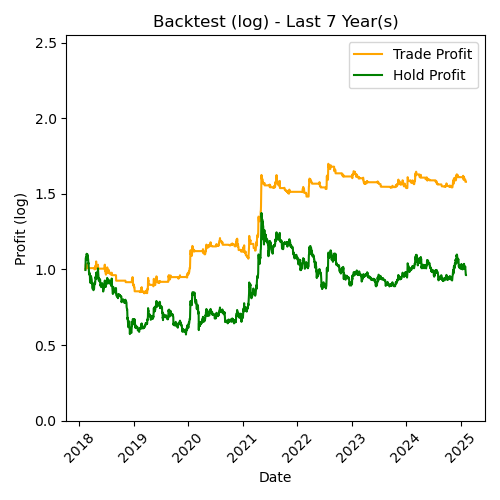 Backtest (log) - Last 7 Year(s)
Trade Profit
Hold Profit
Profit (log)
2.5
2.0
1.5
1.0
0.5
0.0
2018 2019 2020 2021 2022 2023 2024 2025
Date